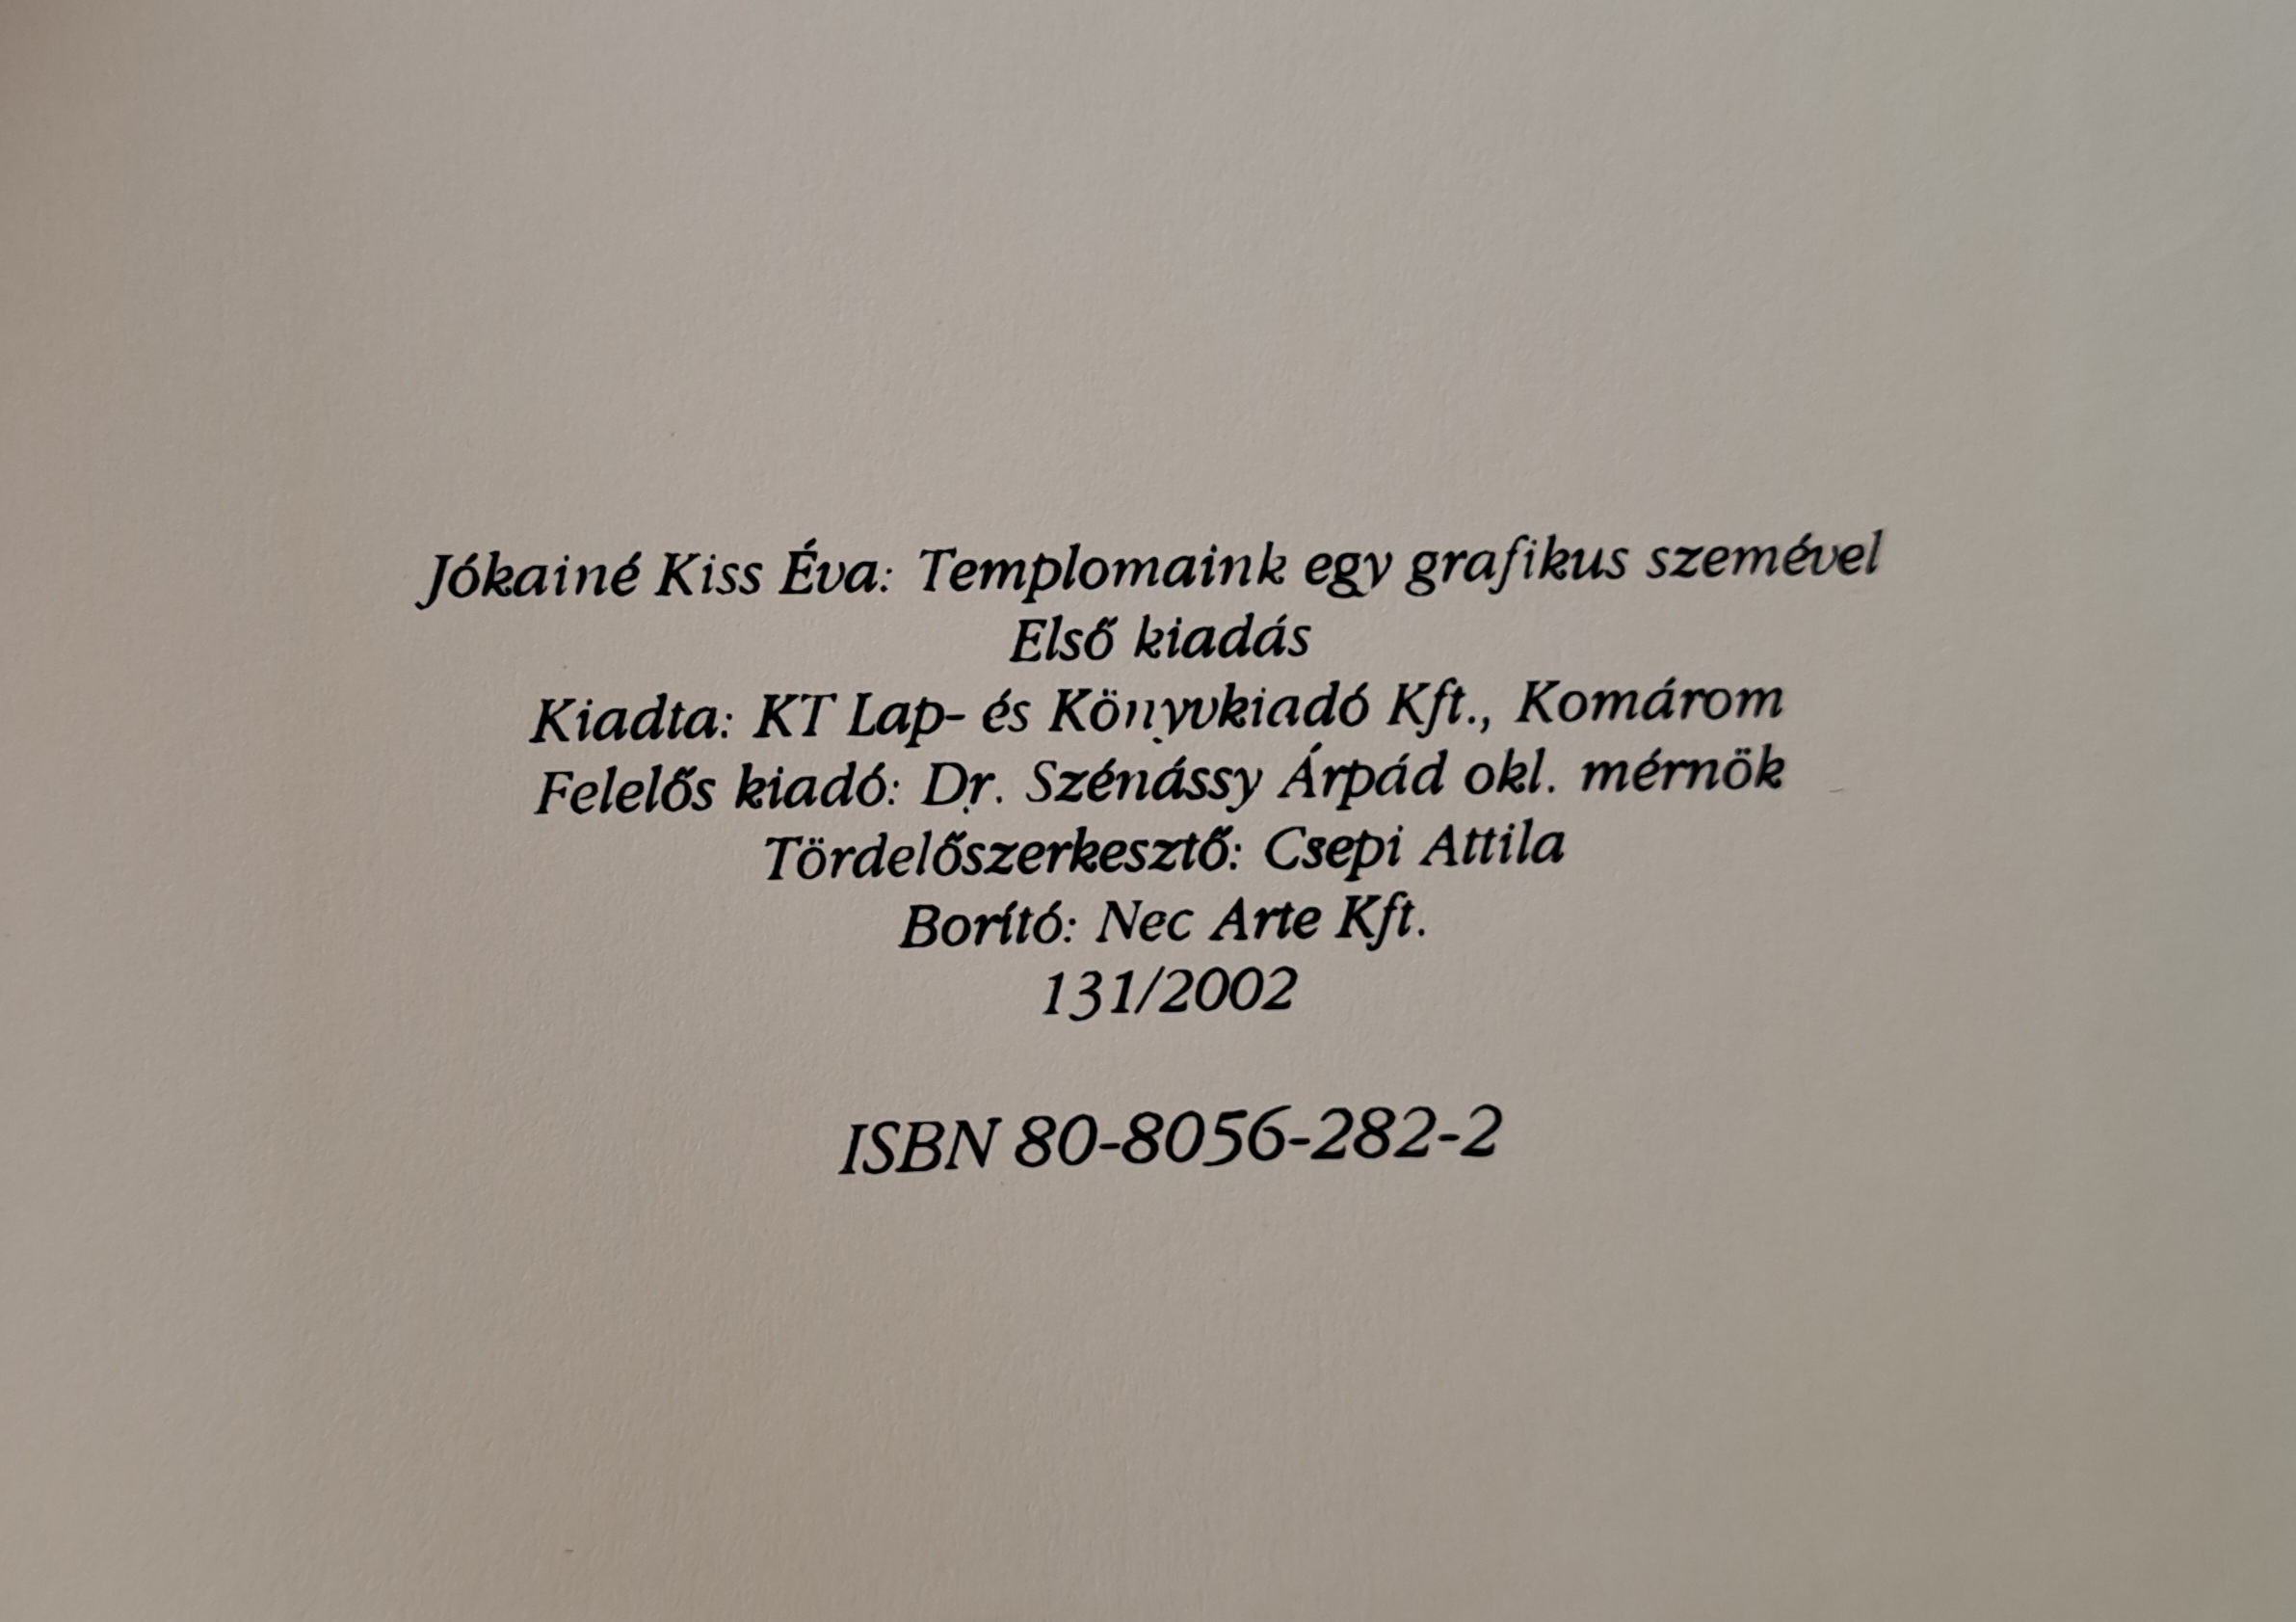 Jókainé Kiss Éva: Templomaink egy grafikus szemével
Első kiadás
Kiadta: KT Lap- és Könyvkiadó Kft., Komárom
Felelős kiadó: Dr. Szénássy Árpád okl. mérnök
Tördelőszerkesztő: Csepi Attila
Borító: Nec Arte Kft.
131/2002
ISBN 80-8056-282-2